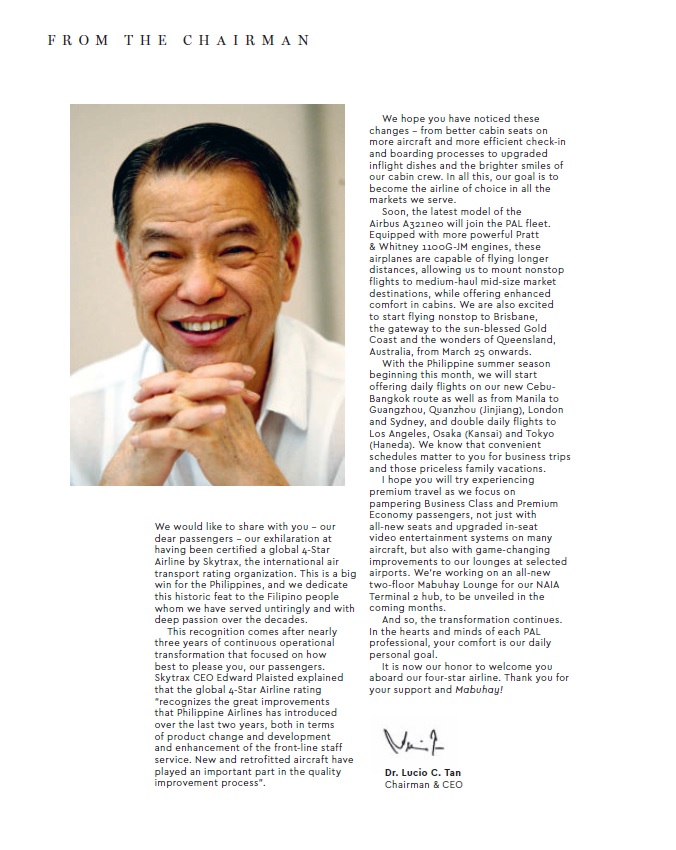 FROM THE CHAIRMAN
We would like to share with you – our
dear passengers – our exhilaration at
having been certified a global 4-Star
Airline by Skytrax, the international air
transport rating organization. This is a big
win for the Philippines, and we dedicate
this historic feat to the Filipino people
whom we have served untiringly and with
deep passion over the decades.
This recognition comes after nearly
three years of continuous operational
transformation that focused on how
best to please you, our passengers.
Skytrax CEO Edward Plaisted explained
that the global 4-Star Airline rating
“recognizes the great improvements
that Philippine Airlines has introduced
over the last two years, both in terms
of product change and development
and enhancement of the front-line staff
service. New and retrofitted aircraft have
played an important part in the quality
improvement process”.
We hope you have noticed these
changes – from better cabin seats on
more aircraft and more efficient check-in
and boarding processes to upgraded
inflight dishes and the brighter smiles of
our cabin crew. In all this, our goal is to
become the airline of choice in all the
markets we serve.
Soon, the latest model of the
Airbus A321neo will join the PAL fleet.
Equipped with more powerful Pratt
& Whitney 1100G-JM engines, these
airplanes are capable of flying longer
distances, allowing us to mount nonstop
flights to medium-haul mid-size market
destinations, while offering enhanced
comfort in cabins. We are also excited
to start flying nonstop to Brisbane,
the gateway to the sun-blessed Gold
Coast and the wonders of Queensland,
Australia, from March 25 onwards.
With the Philippine summer season
beginning this month, we will start
offering daily flights on our new Cebu-
Bangkok route as well as from Manila to
Guangzhou, Quanzhou (Jinjiang), London
and Sydney, and double daily flights to
Los Angeles, Osaka (Kansai) and Tokyo
(Haneda). We know that convenient
schedules matter to you for business trips
and those priceless family vacations.
I hope you will try experiencing
premium travel as we focus on
pampering Business Class and Premium
Economy passengers, not just with
all-new seats and upgraded in-seat
video entertainment systems on many
aircraft, but also with game-changing
improvements to our lounges at selected
airports. We’re working on an all-new
two-floor Mabuhay Lounge for our NAIA
Terminal 2 hub, to be unveiled in the
coming months.
And so, the transformation continues.
In the hearts and minds of each PAL
professional, your comfort is our daily
personal goal.
It is now our honor to welcome you
aboard our four-star airline. Thank you for
your support and Mabuhay!
Dr. Lucio C. Tan
Chairman & CEO